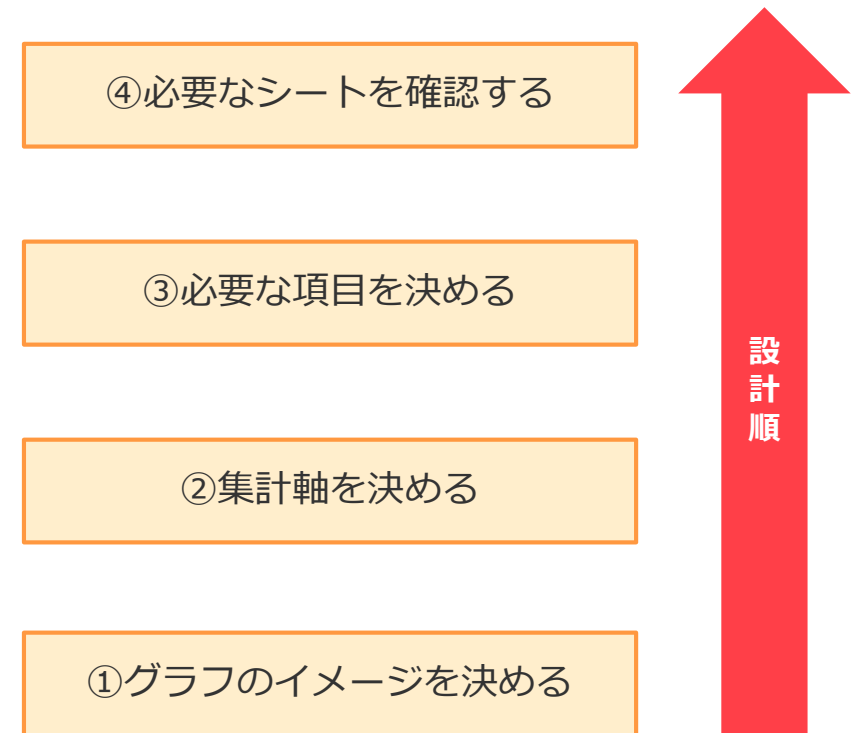 ④必要なシートを確認する
③必要な項目を決める
設計順
②集計軸を決める
①グラフのイメージを決める